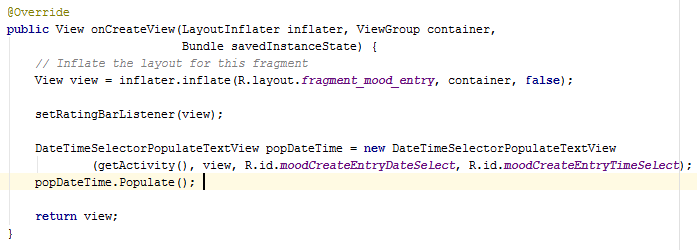 @Override
public View onCreateView(LayoutInflater inflater, ViewGroup container,
                         Bundle savedInstanceState) {
    // Inflate the layout for this fragment
    View view = inflater.inflate(R.layout.fragment_mood_entry, container, false);

    setRatingBarListener(view);

    DateTimeSelectorPopulateTextView popDateTime = new DateTimeSelectorPopulateTextView
            (getActivity(), view, R.id.moodCreateEntryDateSelect, R.id.moodCreateEntryTimeSelect);
    popDateTime.Populate();

    return view;
}